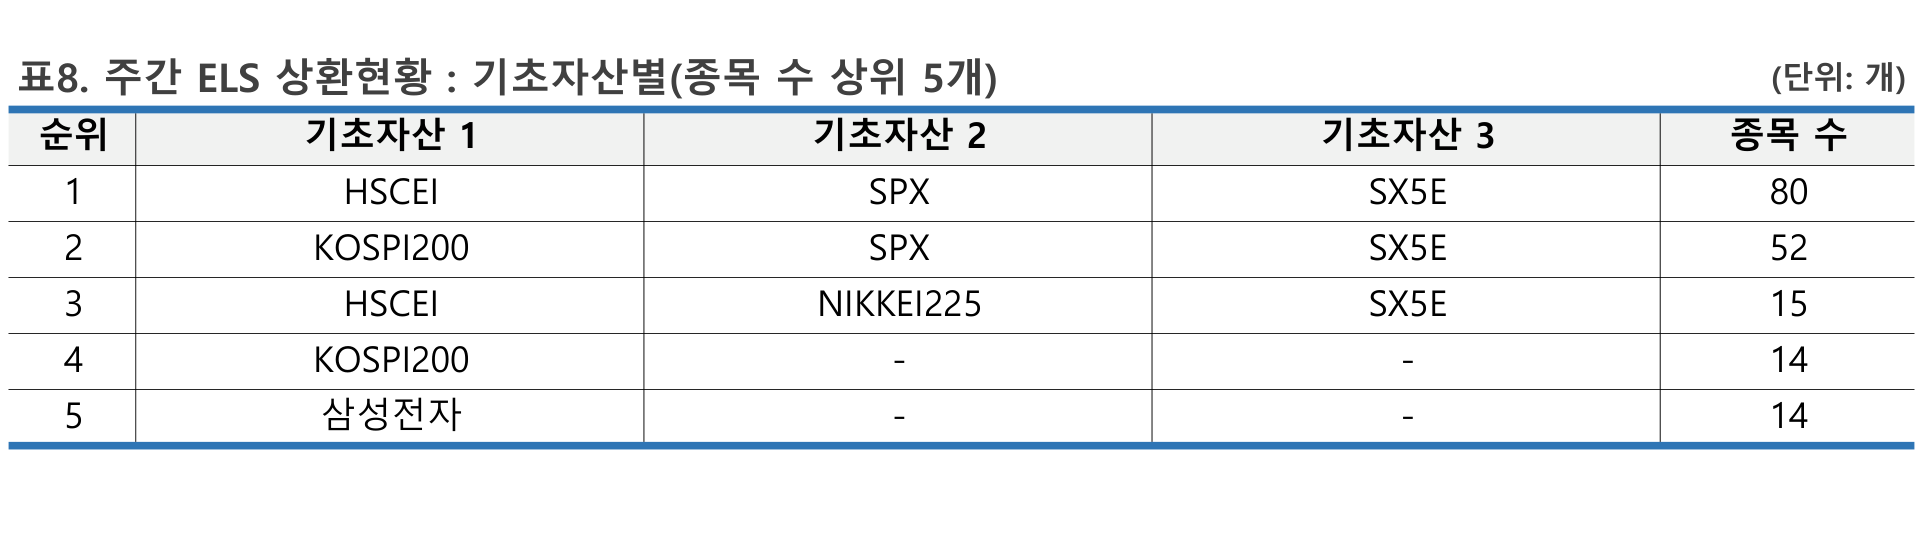 표8. 주간 ELS 상환현황 : 기초자산별(종목 수 상위 5개) (단위: 개)
순위 기초자산 1 기초자산 2 기초자산 3 종목 수
1 HSCEI SPX SX5E 80
2 KOSPI200 SPX SX5E 52
3 HSCEI NIKKEI225 SX5E 15
4 KOSPI200 - - 14
5 삼성전자 - - 14